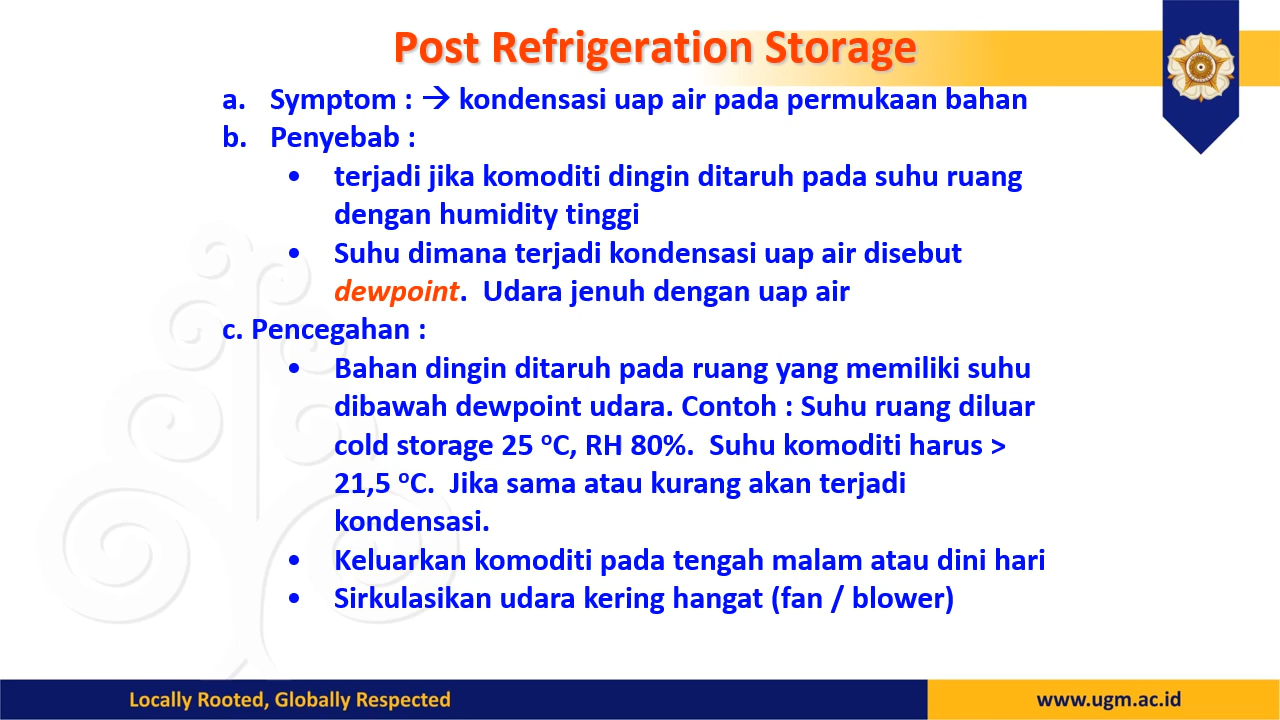 Post Refrigeration Storage
a. Symptom : → kondensasi uap air pada permukaan bahan
b. Penyebab :
• terjadi jika komoditi dingin ditaruh pada suhu ruang
dengan humidity tinggi
• Suhu dimana terjadi kondensasi uap air disebut
dewpoint. Udara jenuh dengan uap air
c. Pencegahan :
• Bahan dingin ditaruh pada ruang yang memiliki suhu
dibawah dewpoint udara. Contoh : Suhu ruang diluar
cold storage 25 ᵒC, RH 80%. Suhu komoditi harus >
21,5 ᵒC. Jika sama atau kurang akan terjadi
kondensasi.
• Keluarkan komoditi pada tengah malam atau dini hari
• Sirkulasikan udara kering hangat (fan / blower)
Locally Rooted, Globally Respected
www.ugm.ac.id